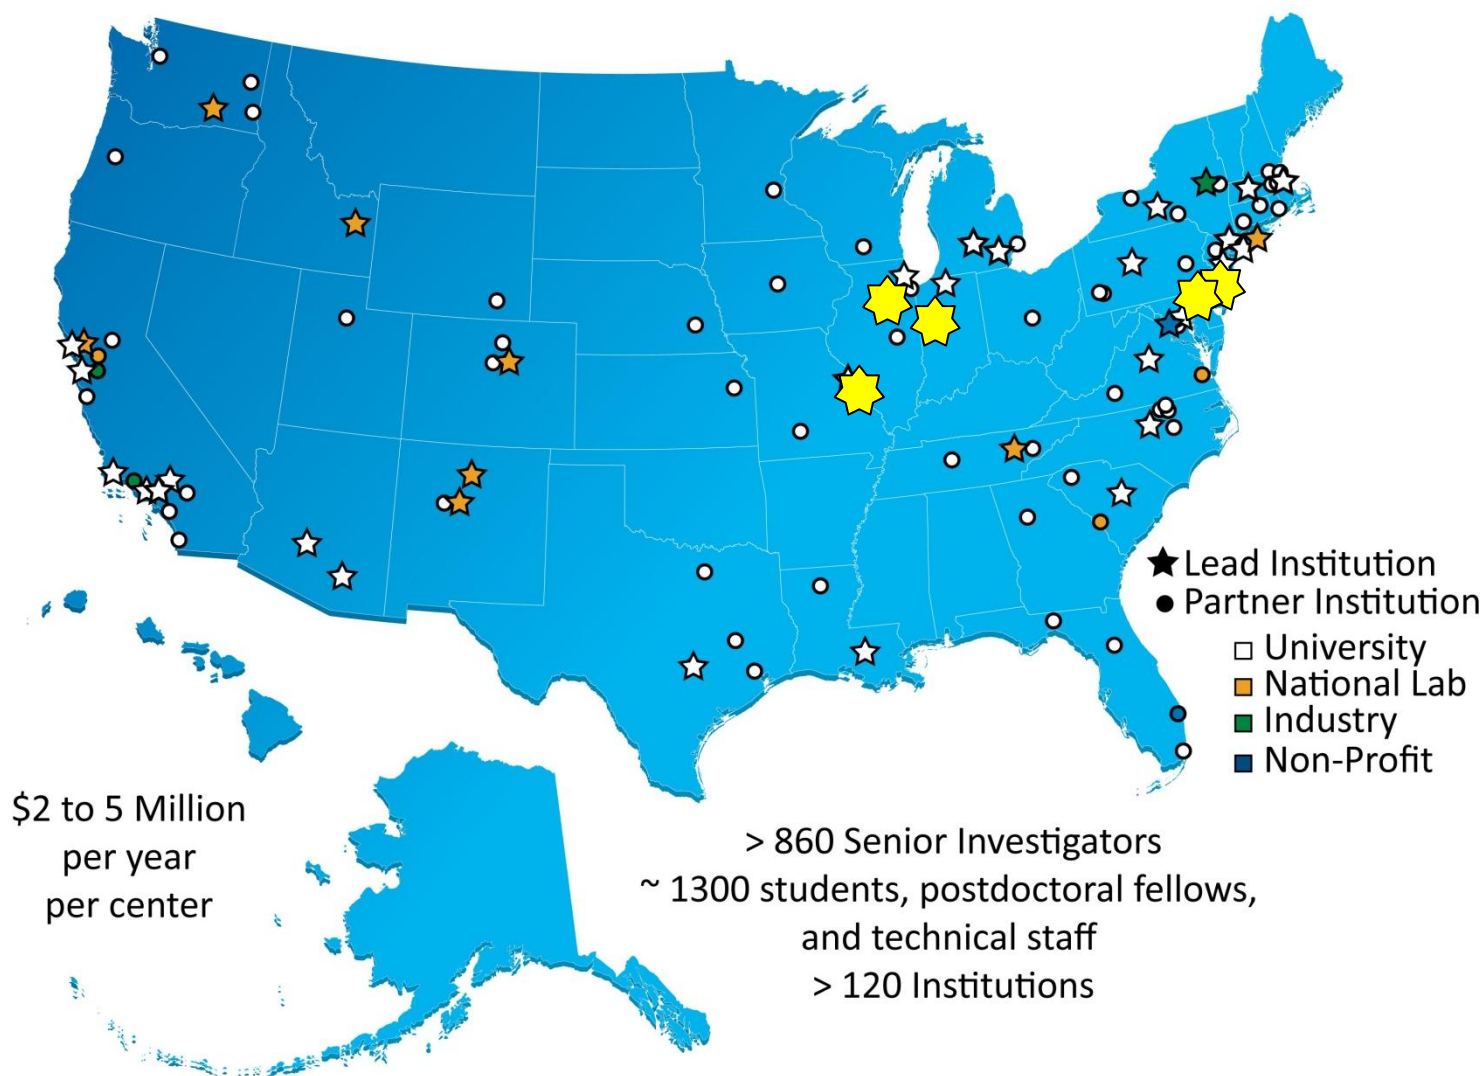 ★ Lead Institution
● Partner Institution
□ University
National Lab
Industry
Non-Profit
$2 to 5 Million
per year
per center
> 860 Senior Investigators
~ 1300 students, postdoctoral fellows,
and technical staff
> 120 Institutions